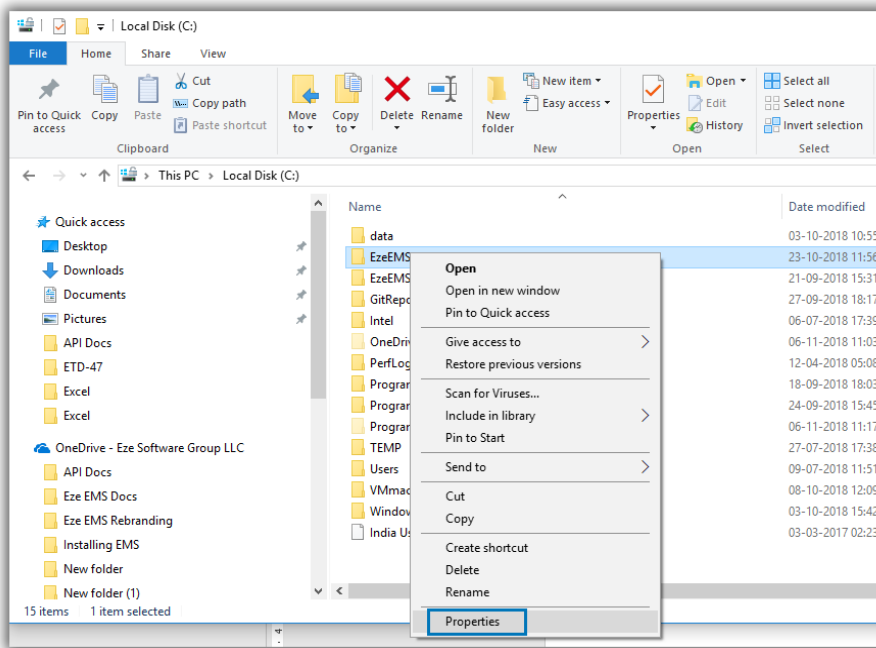 Local Disk (C:)
File Home Share View
Pin to Quick access
Copy
Paste
Cut
Copy path
Paste shortcut
Clipboard
Move to
Copy to
Delete
Rename
Organize
New folder
New item
Easy access
New
Properties
Open
Edit
History
Open
Select all
Select none
Invert selection
Select
This PC > Local Disk (C:)
Quick access
Desktop
Downloads
Documents
Pictures
API Docs
ETD-47
Excel
Excel
OneDrive - Eze Software Group LLC
API Docs
Eze EMS Docs
Eze EMS Rebranding
Installing EMS
New folder
New folder (1)
Name Date modified
data 03-10-2018 10:55
EzeEMS 23-10-2018 11:56
EzeEMS 21-09-2018 15:31
GitRepo 27-09-2018 18:17
Intel 06-07-2018 17:39
OneDriv 06-11-2018 11:03
PerfLog 12-04-2018 05:08
Program 18-09-2018 18:03
Program 24-09-2018 15:45
Program 06-11-2018 11:17
TEMP 27-07-2018 17:38
Users 09-07-2018 11:51
VMmac 08-10-2018 12:09
Window 03-10-2018 15:42
India Us 03-03-2017 02:23
Open
Open in new window
Pin to Quick access
Give access to
Restore previous versions
Scan for Viruses...
Include in library
Pin to Start
Send to
Cut
Copy
Create shortcut
Delete
Rename
Properties
15 items 1 item selected
4